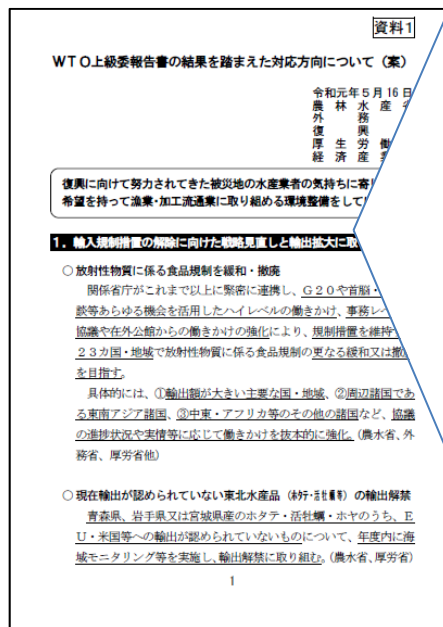 資料1
WTO上級委報告書の結果を踏まえた対応方向について（案）
令和元年5月16日
農林水産
外務
復興
厚生労働
経済産業
復興に向けて努力されてきた被災地の水産業者の気持ちに寄
希望を持って漁業・加工流通業に取り組める環境整備をして
1．輸入規制措置の解除に向けた戦略見直しと輸出拡大に取
○放射性物質に係る食品規制を緩和・撤廃
関係省庁がこれまで以上に緊密に連携し、G20や首脳・
談等あらゆる機会を活用したハイレベルの働きかけ、事務レベ
協議や在外公館からの働きかけの強化により、規制措置を維持
23カ国・地域で放射性物質に係る食品規制の更なる緩和又は撤
を目指す。
具体的には、①輸出額が大きい主要な国・地域、②周辺諸国であ
る東南アジア諸国、③中東・アフリカ等のその他の諸国など、協議
の進捗状況や実情等に応じて働きかけを抜本的に強化。（農水省、外
務省、厚労省他）
○現在輸出が認められていない東北水産品（ホタテ・活牡蠣等）の輸出解禁
青森県、岩手県又は宮城県産のホタテ・活牡蠣・ホヤのうち、E
U・米国等への輸出が認められていないものについて、年度内に海
域モニタリング等を実施し、輸出解禁に取り組む。（農水省、厚労省）
1